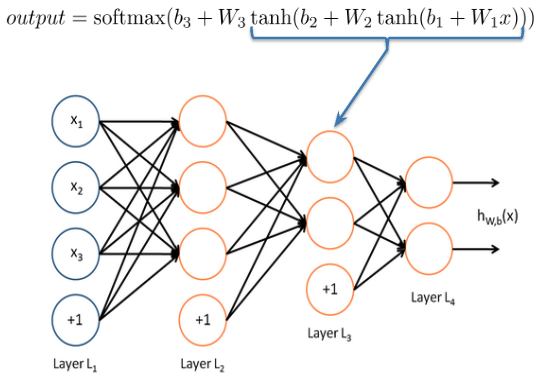 output = softmax(b₃ + W₃ tanh(b₂ + W₂ tanh(b₁ + W₁x)))
x₁
x₂
x₃
+1
+1
+1
h_W,b(x)
Layer L₁
Layer L₂
Layer L₃
Layer L₄